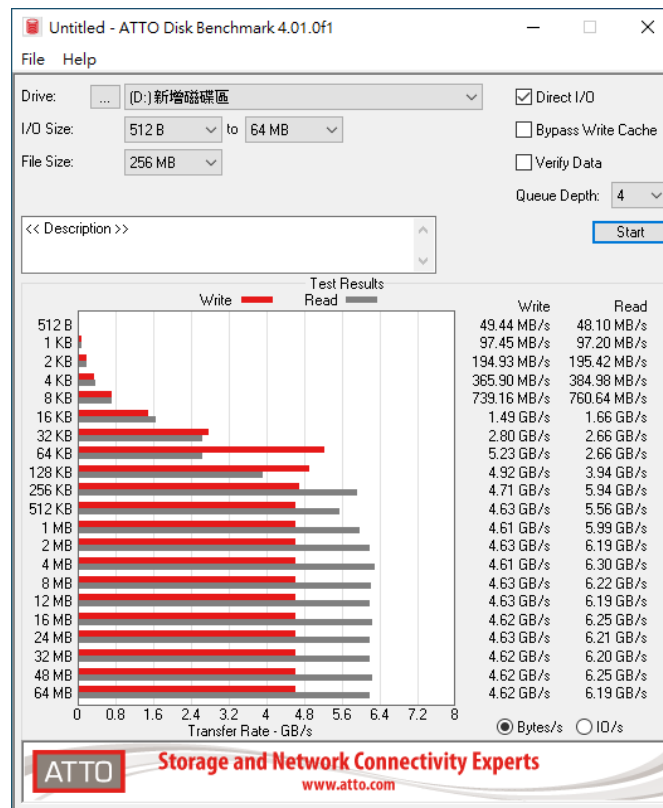 Untitled - ATTO Disk Benchmark 4.01.0f1
File Help
Drive: ... (D:)新增磁碟區
Direct I/O
I/O Size: 512 B to 64 MB
Bypass Write Cache
File Size: 256 MB
Verify Data
Queue Depth: 4
<< Description >>
Start
Test Results
Write Read
Write Read
512 B 49.44 MB/s 48.10 MB/s
1 KB 97.45 MB/s 97.20 MB/s
2 KB 194.93 MB/s 195.42 MB/s
4 KB 365.90 MB/s 384.98 MB/s
8 KB 739.16 MB/s 760.64 MB/s
16 KB 1.49 GB/s 1.66 GB/s
32 KB 2.80 GB/s 2.66 GB/s
64 KB 5.23 GB/s 2.66 GB/s
128 KB 4.92 GB/s 3.94 GB/s
256 KB 4.71 GB/s 5.94 GB/s
512 KB 4.63 GB/s 5.56 GB/s
1 MB 4.61 GB/s 5.99 GB/s
2 MB 4.63 GB/s 6.19 GB/s
4 MB 4.61 GB/s 6.30 GB/s
8 MB 4.63 GB/s 6.22 GB/s
12 MB 4.63 GB/s 6.19 GB/s
16 MB 4.62 GB/s 6.25 GB/s
24 MB 4.63 GB/s 6.21 GB/s
32 MB 4.62 GB/s 6.20 GB/s
48 MB 4.62 GB/s 6.25 GB/s
64 MB 4.62 GB/s 6.19 GB/s
0 0.8 1.6 2.4 3.2 4 4.8 5.6 6.4 7.2 8
Transfer Rate - GB/s
Bytes/s IO/s
ATTO
Storage and Network Connectivity Experts
www.atto.com